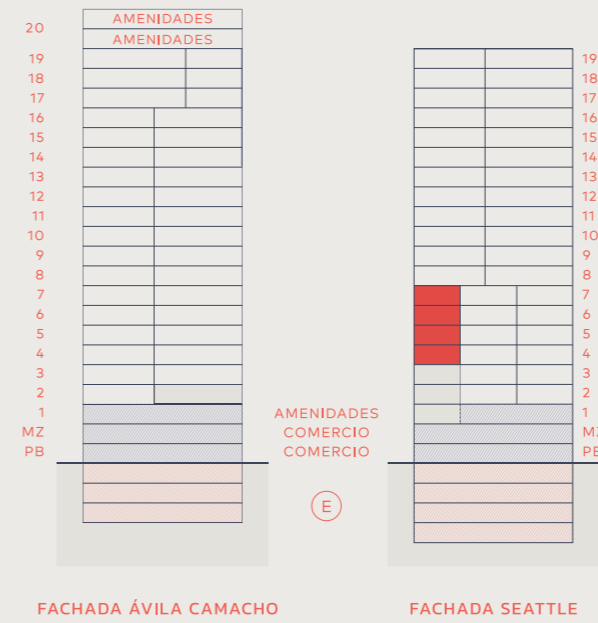 AMENIDADES
20
AMENIDADES
19 19
18 18
17 17
16 16
15 15
14 14
13 13
12 12
11 11
10 10
9 9
8 8
7 7
6 6
5 5
4 4
3 3
2 2
1 AMENIDADES 1
MZ COMERCIO MZ
PB COMERCIO PB
E
FACHADA ÁVILA CAMACHO FACHADA SEATTLE